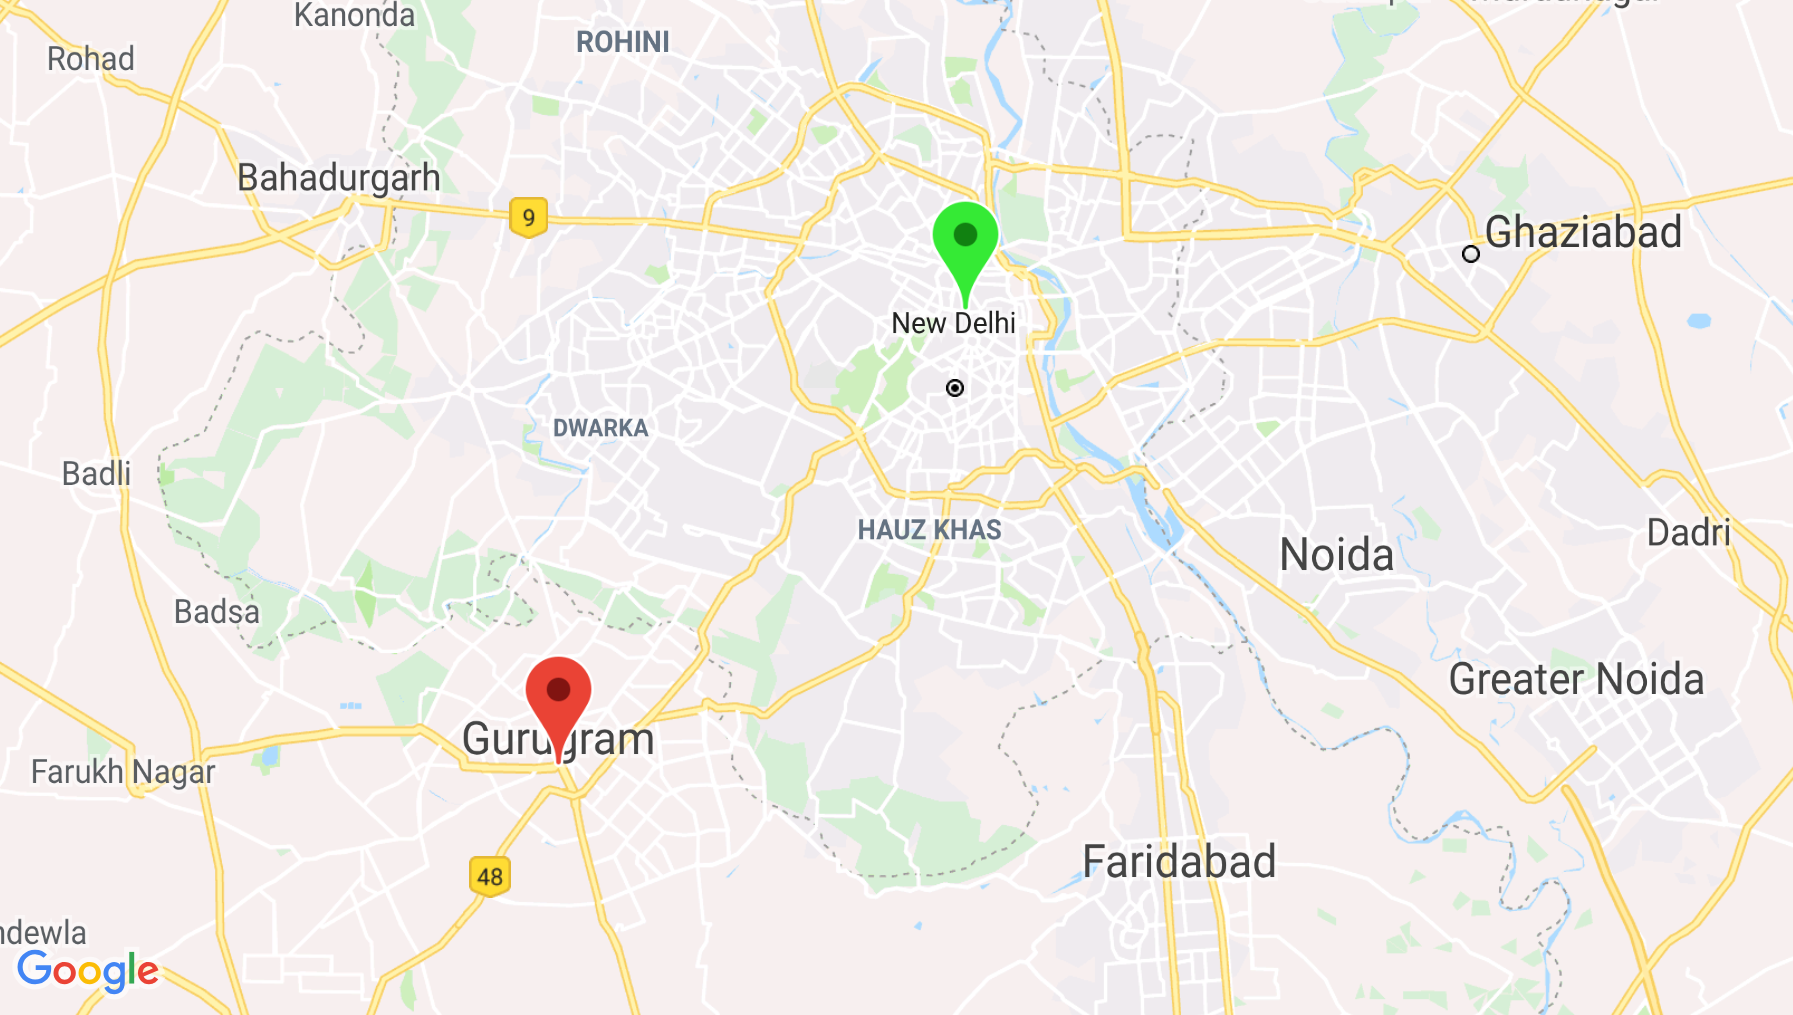 Kanonda
ROHINI
Rohad
Bahadurgarh
9
Ghaziabad
New Delhi
DWARKA
Badli
HAUZ KHAS
Dadri
Noida
Badsa
Greater Noida
Gurugram
Farukh Nagar
Faridabad
48
ndewla
Google